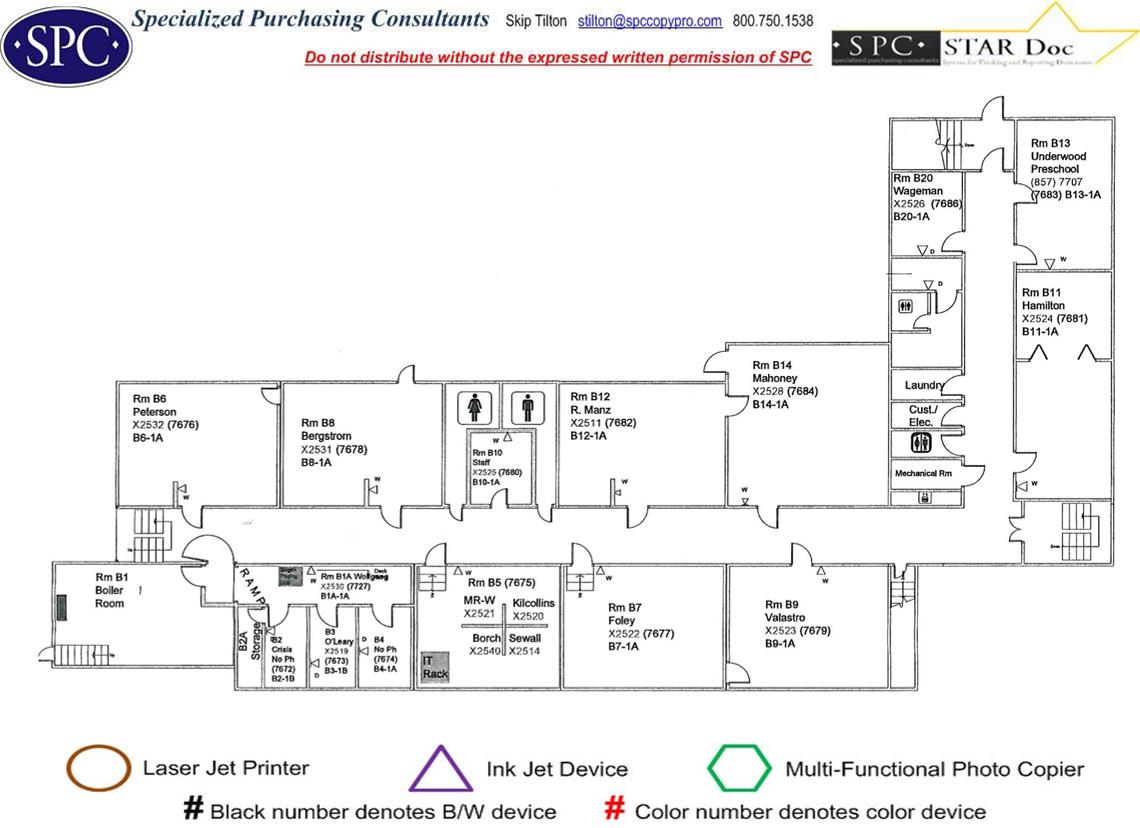 SPC
Specialized Purchasing Consultants Skip Tilton stilton@spccopypro.com 800.750.1538
Do not distribute without the expressed written permission of SPC
SPC STAR Doc
specialized purchasing consultants
System for Tracking and Reporting Documents
Down
Rm B13
Underwood
Preschool
(857) 7707
(7683) B13-1A
W
Rm B20
Wageman
X2526 (7686)
B20-1A
D
D
Rm B11
Hamilton
X2524 (7681)
B11-1A
W
Laundry
Cust./
Elec.
Mechanical Rm
Rm B14
Mahoney
X2528 (7684)
B14-1A
W
Rm B12
R. Manz
X2511 (7682)
B12-1A
W
W
Rm B10
Staff
X2525 (7680)
B10-1A
Rm B8
Bergstrom
X2531 (7678)
B8-1A
W
Rm B6
Peterson
X2532 (7676)
B6-1A
W
Up
Down
Rm B1
Boiler
Room
Up
RAMP
W
Rm B1A Wolfgang
Desk
X2530 (7727)
B1A-1A
B2A
Storage
B2
Crisis
No Ph
(7672)
B2-1B
B3
O'Leary
X2519
(7673)
B3-1B
D
D
B4
No Ph
(7674)
B4-1A
W
Rm B5 (7675)
MR-W
X2521
Kilcollins
X2520
Borch
X2540
Sewall
X2514
IT
Rack
W
Rm B7
Foley
X2522 (7677)
B7-1A
W
Rm B9
Valastro
X2523 (7679)
B9-1A
Laser Jet Printer
Ink Jet Device
Multi-Functional Photo Copier
# Black number denotes B/W device
# Color number denotes color device